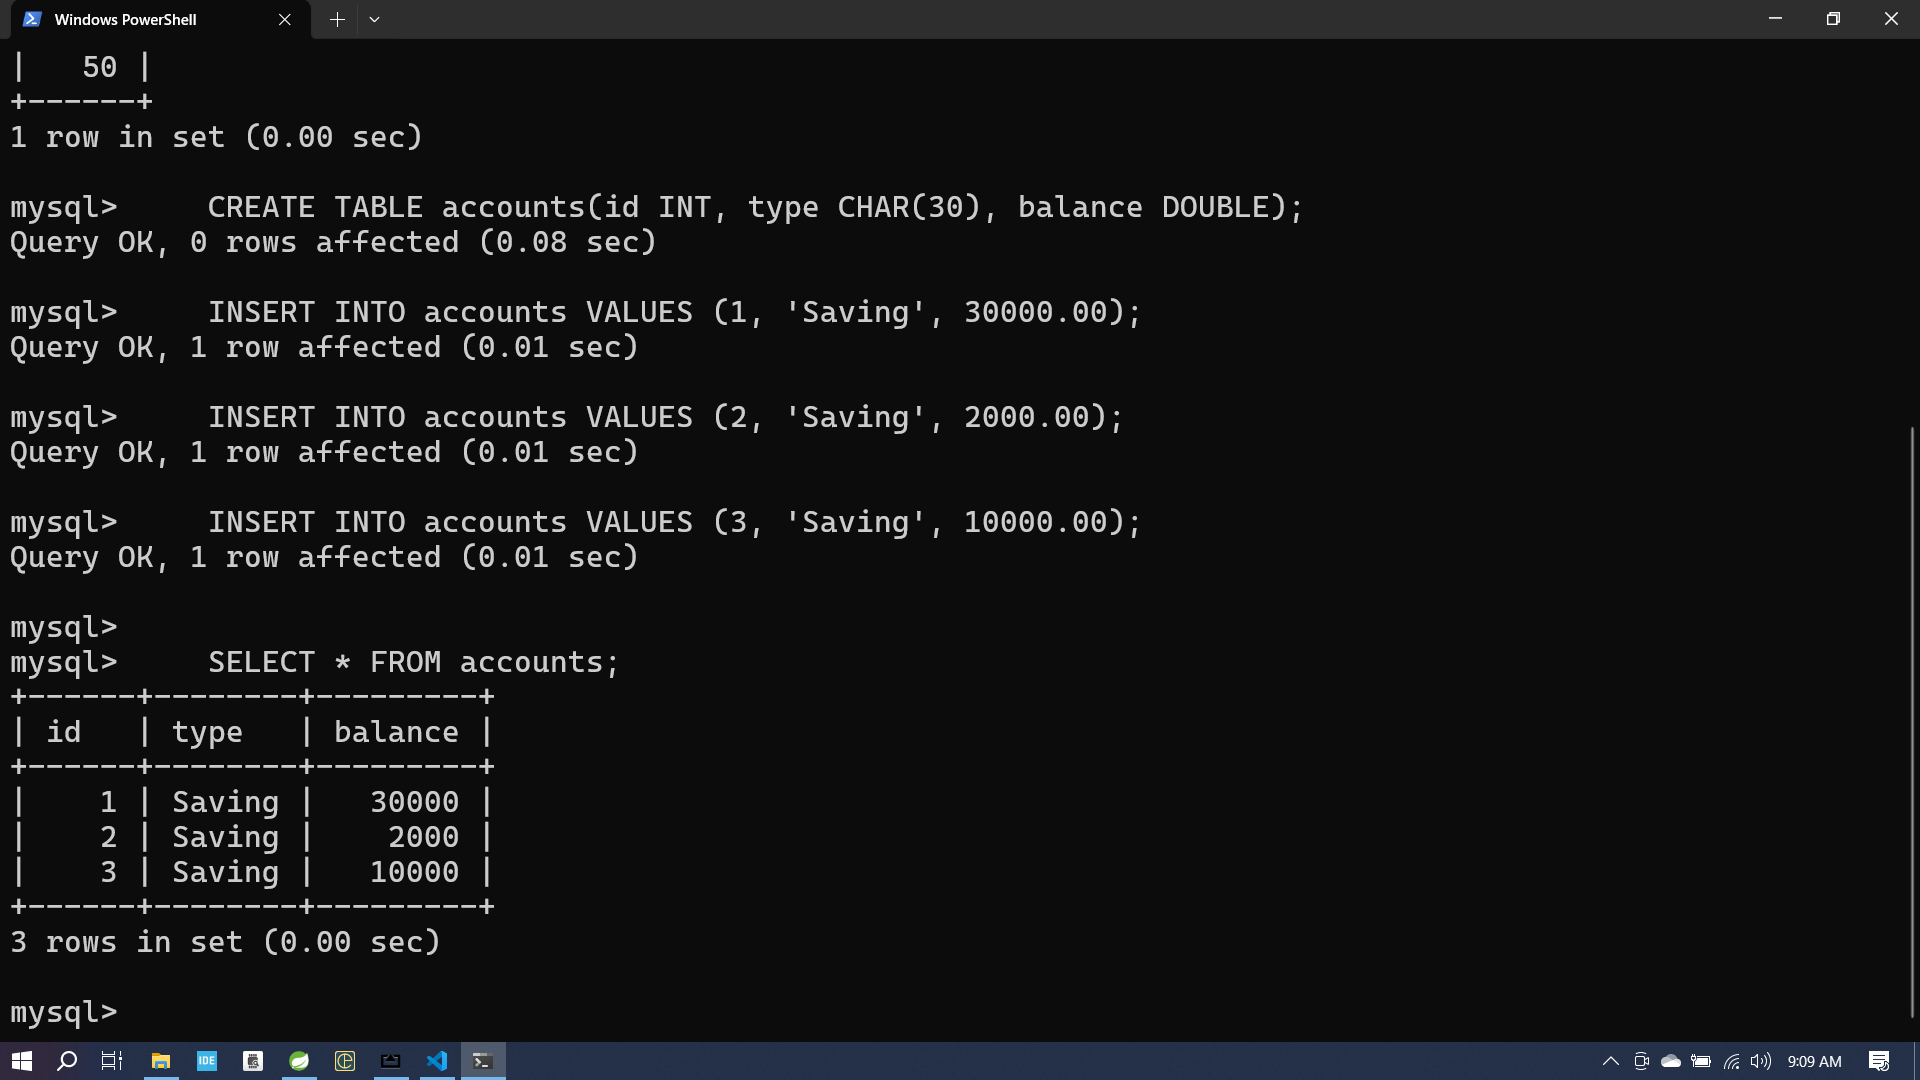 Windows PowerShell
|   50 |
+------+
1 row in set (0.00 sec)
mysql>     CREATE TABLE accounts(id INT, type CHAR(30), balance DOUBLE);
Query OK, 0 rows affected (0.08 sec)
mysql>     INSERT INTO accounts VALUES (1, 'Saving', 30000.00);
Query OK, 1 row affected (0.01 sec)
mysql>     INSERT INTO accounts VALUES (2, 'Saving', 2000.00);
Query OK, 1 row affected (0.01 sec)
mysql>     INSERT INTO accounts VALUES (3, 'Saving', 10000.00);
Query OK, 1 row affected (0.01 sec)
mysql>
mysql>     SELECT * FROM accounts;
+------+--------+---------+
| id   | type   | balance |
+------+--------+---------+
|    1 | Saving |   30000 |
|    2 | Saving |    2000 |
|    3 | Saving |   10000 |
+------+--------+---------+
3 rows in set (0.00 sec)
mysql>
IDE
9:09 AM